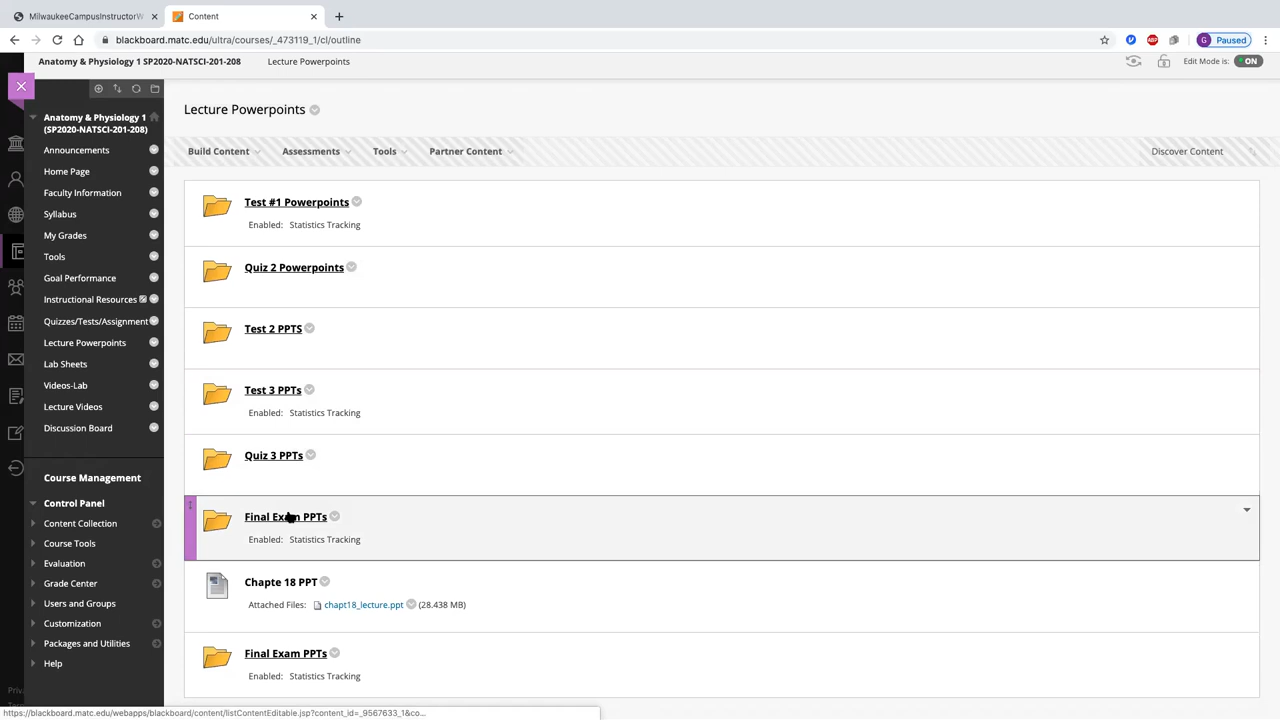 MilwaukeeCampusInstructorW
Content
blackboard.matc.edu/ultra/courses/_473119_1/cl/outline
ABP
G Paused
Anatomy & Physiology 1 SP2020-NATSCI-201-208
Lecture Powerpoints
Edit Mode is: ON
Anatomy & Physiology 1
(SP2020-NATSCI-201-208)
Announcements
Home Page
Faculty Information
Syllabus
My Grades
Tools
Goal Performance
Instructional Resources
Quizzes/Tests/Assignment
Lecture Powerpoints
Lab Sheets
Videos-Lab
Lecture Videos
Discussion Board
Course Management
Control Panel
Content Collection
Course Tools
Evaluation
Grade Center
Users and Groups
Customization
Packages and Utilities
Help
Priv
Lecture Powerpoints
Build Content
Assessments
Tools
Partner Content
Discover Content
Test #1 Powerpoints
Enabled: Statistics Tracking
Quiz 2 Powerpoints
Test 2 PPTS
Test 3 PPTs
Enabled: Statistics Tracking
Quiz 3 PPTs
Final Exam PPTs
Enabled: Statistics Tracking
Chapte 18 PPT
Attached Files: chapt18_lecture.ppt (28.438 MB)
Final Exam PPTs
Enabled: Statistics Tracking
https://blackboard.matc.edu/webapps/blackboard/content/listContentEditable.jsp?content_id=_9567633_1&co...